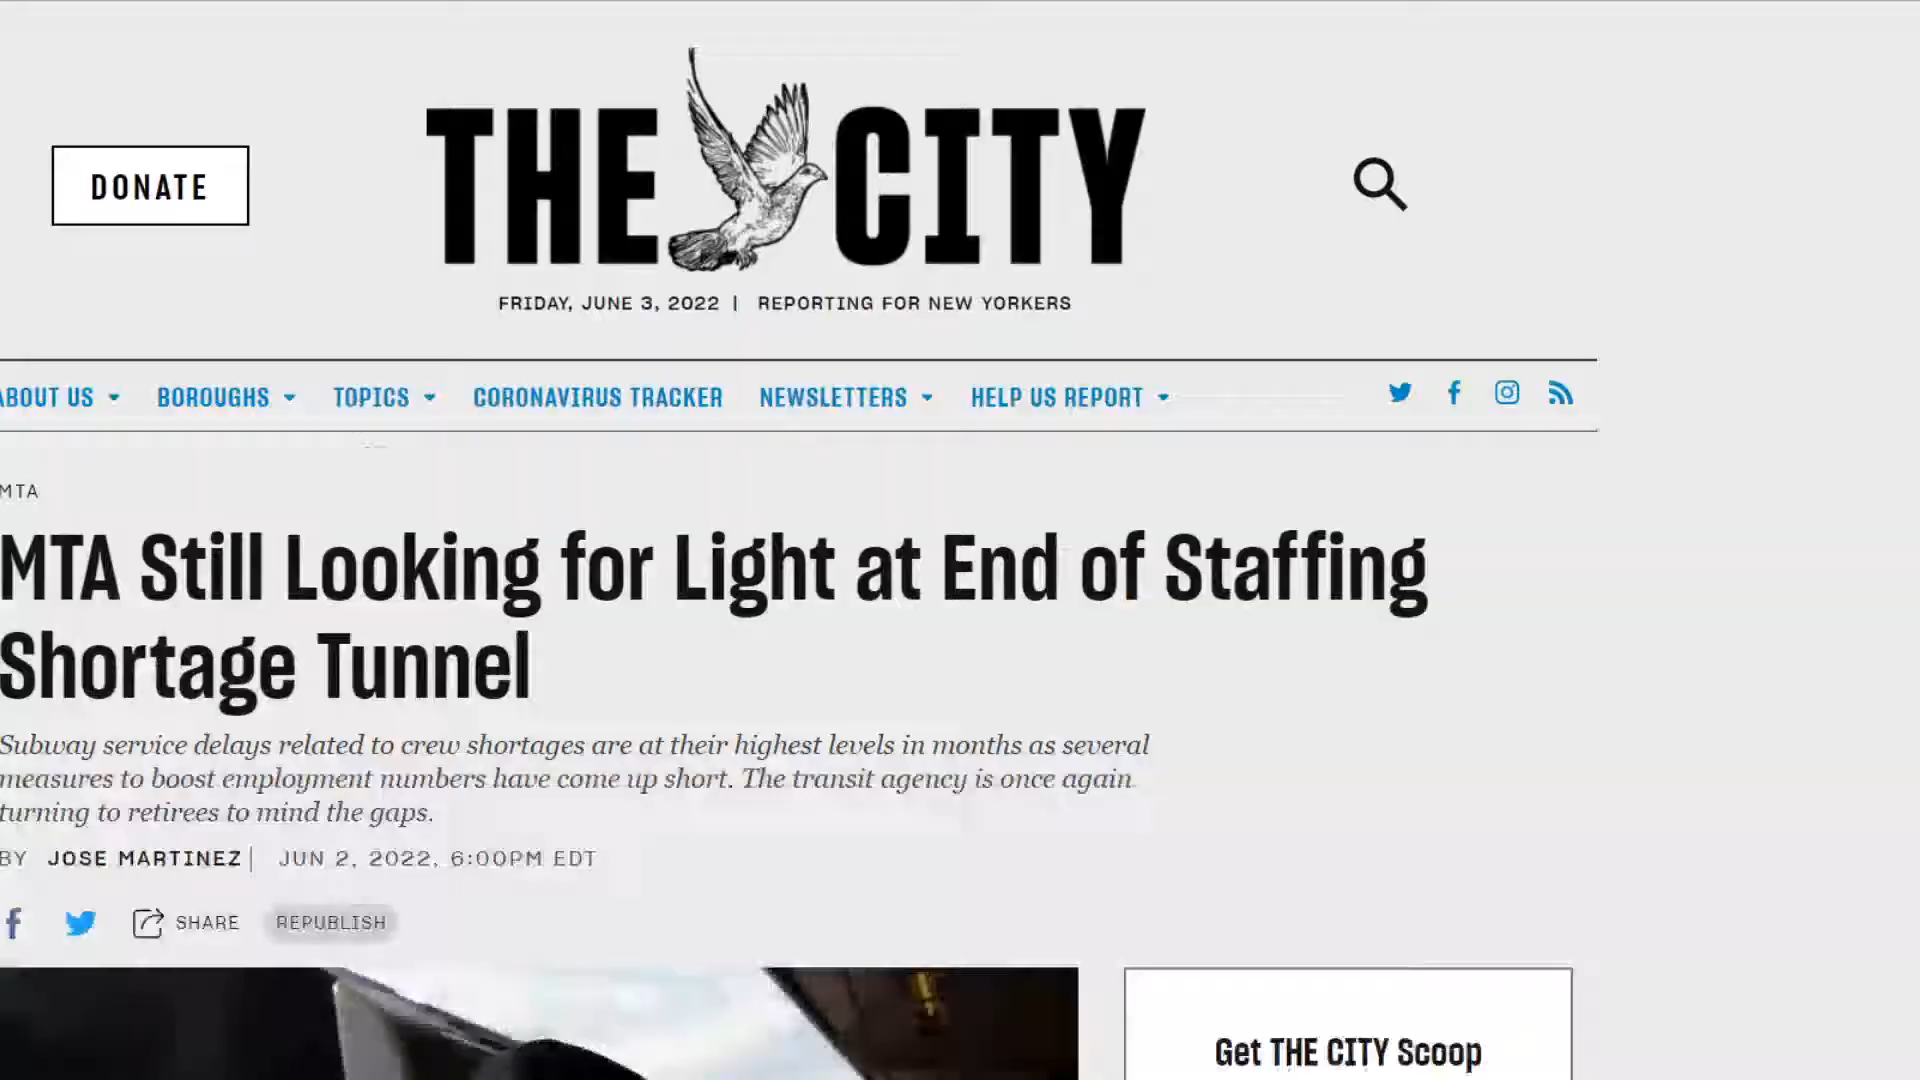 DONATE
THE CITY
FRIDAY, JUNE 3, 2022 | REPORTING FOR NEW YORKERS
ABOUT US BOROUGHS TOPICS CORONAVIRUS TRACKER NEWSLETTERS HELP US REPORT
MTA
MTA Still Looking for Light at End of Staffing
Shortage Tunnel
Subway service delays related to crew shortages are at their highest levels in months as several
measures to boost employment numbers have come up short. The transit agency is once again
turning to retirees to mind the gaps.
BY JOSE MARTINEZ | JUN 2, 2022, 6:00PM EDT
SHARE REPUBLISH
Get THE CITY Scoop